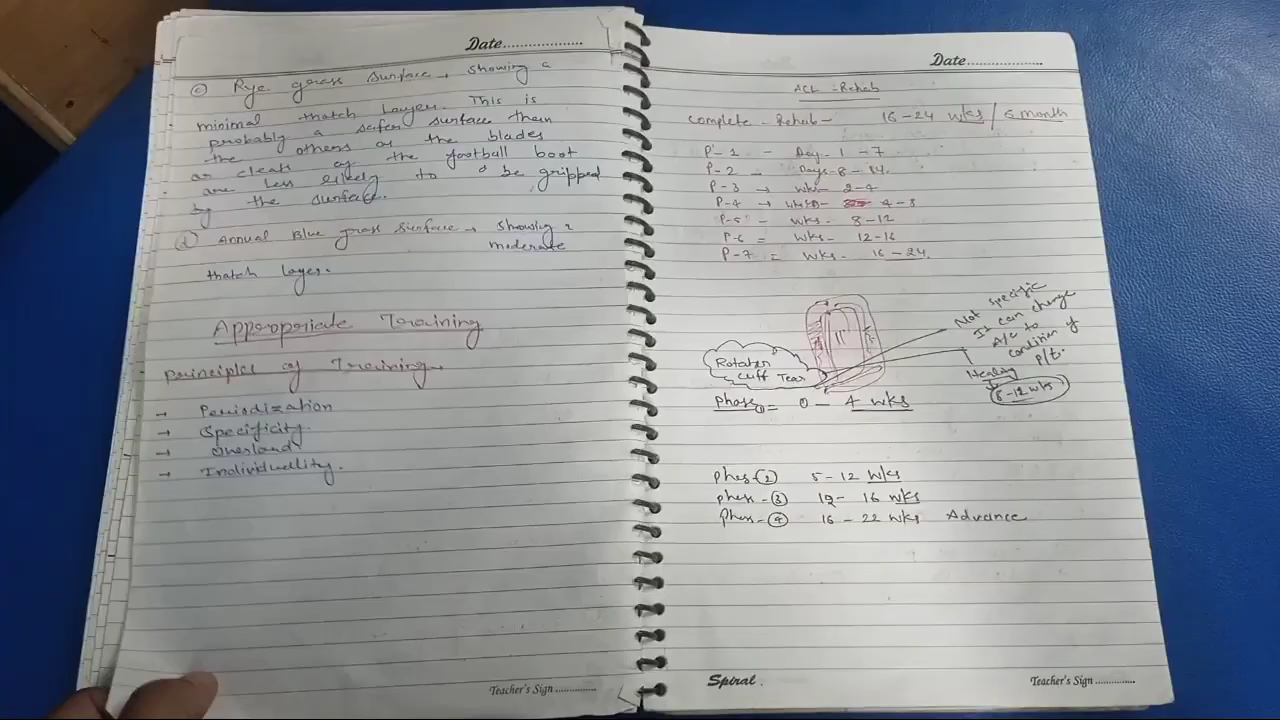 Date..................
(c) Rye grass surface → showing a
minimal thatch layer. This is
probably a safer surface than
the others as the blades
or cleats of the football boot
are less likely to be gripped
by the surface.
(d) Annual Blue grass surface → showing a
moderate
thatch layer.
Appropriate Training
Principles of Training →
→ Periodization
→ Specificity.
→ Overload
→ Individuality.
Teacher's Sign..............
Date...................
ACL - Rehab
Complete - Rehab - 16 - 24 wks / 6 month
P - 1 - Day - 1 - 7
P - 2 - Days - 8 - 14.
P - 3 → wks - 2-4
P - 4 → wks - 4 - 8
P - 5 - wks - 8 - 12
P - 6 = wks - 12-16
P - 7 = wks - 16 - 24.
Not specific
It can change
A/c to
condition of
p/t.
Healing
8-12 wks
Rotator
Cuff Tear
Phase ① = 0 - 4 wks
Phes - ② 5 - 12 wks
Phes - ③ 12 - 16 wks
Phes - ④ 16 - 22 wks Advance
Spiral
Teacher's Sign..............